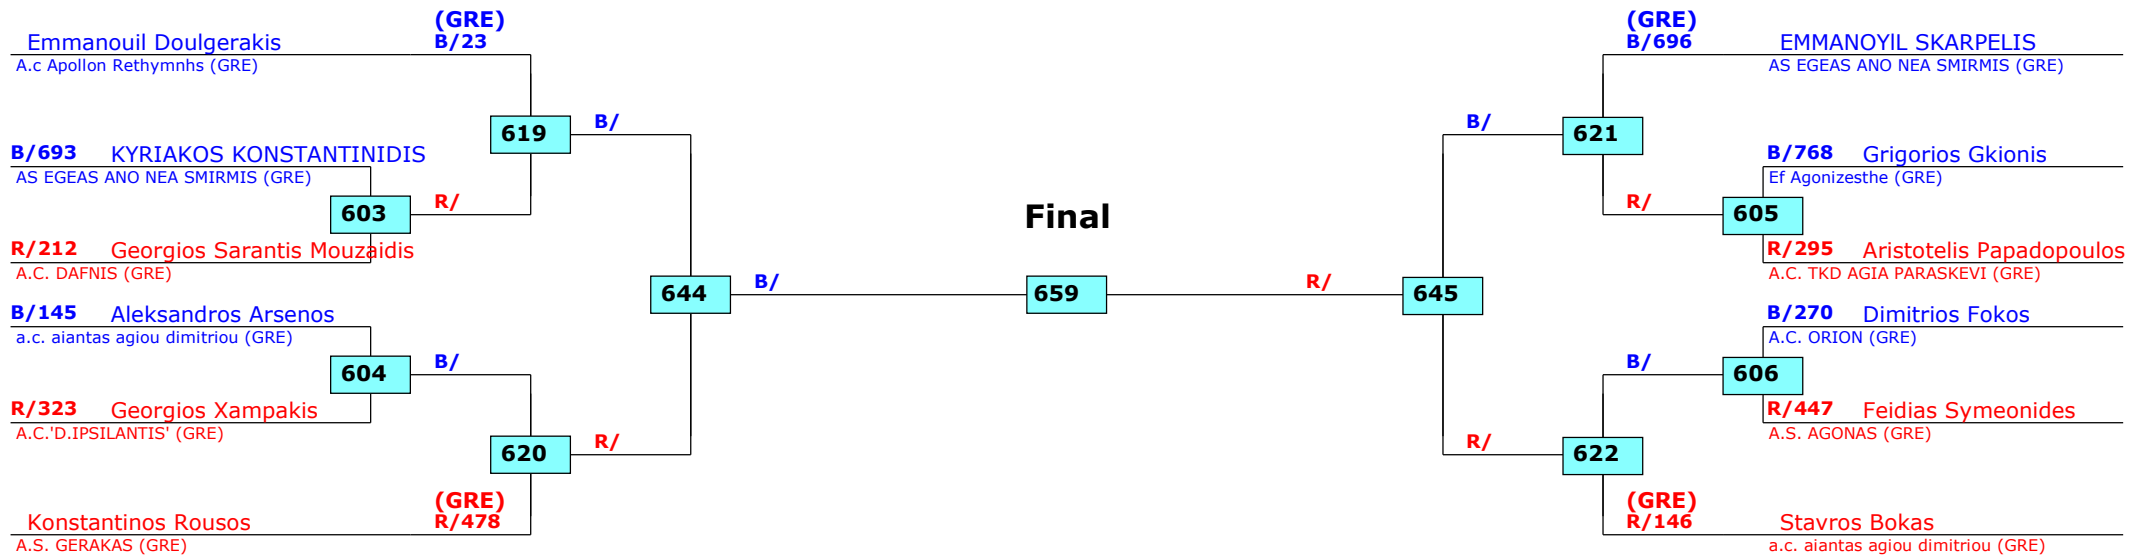 (GRE)
Emmanouil Doulgerakis B/23
A.c Apollon Rethymnhs (GRE)
619 B/
B/693 KYRIAKOS KONSTANTINIDIS
AS EGEAS ANO NEA SMIRMIS (GRE)
603 R/
R/212 Georgios Sarantis Mouzaidis
A.C. DAFNIS (GRE)
644 B/
B/145 Aleksandros Arsenos
a.c. aiantas agiou dimitriou (GRE)
604 B/
R/323 Georgios Xampakis
A.C.'D.IPSILANTIS' (GRE)
620 R/
(GRE)
Konstantinos Rousos R/478
A.S. GERAKAS (GRE)
Final
659
(GRE)
B/696 EMMANOYIL SKARPELIS
AS EGEAS ANO NEA SMIRMIS (GRE)
B/ 621
B/768 Grigorios Gkionis
Ef Agonizesthe (GRE)
R/ 605
R/295 Aristotelis Papadopoulos
A.C. TKD AGIA PARASKEVI (GRE)
R/ 645
B/270 Dimitrios Fokos
A.C. ORION (GRE)
B/ 606
R/447 Feidias Symeonides
A.S. AGONAS (GRE)
R/ 622
(GRE)
R/146 Stavros Bokas
a.c. aiantas agiou dimitriou (GRE)